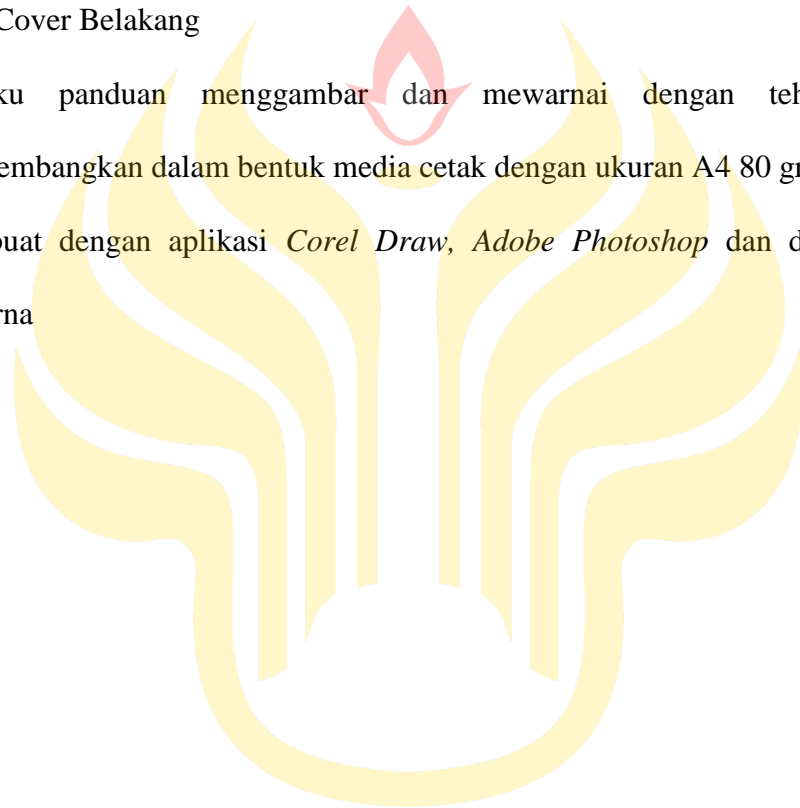 Cover Belakang
ku panduan menggambar dan mewarnai dengan teh
embangkan dalam bentuk media cetak dengan ukuran A4 80 gr
buat dengan aplikasi Corel Draw, Adobe Photoshop dan d
rna